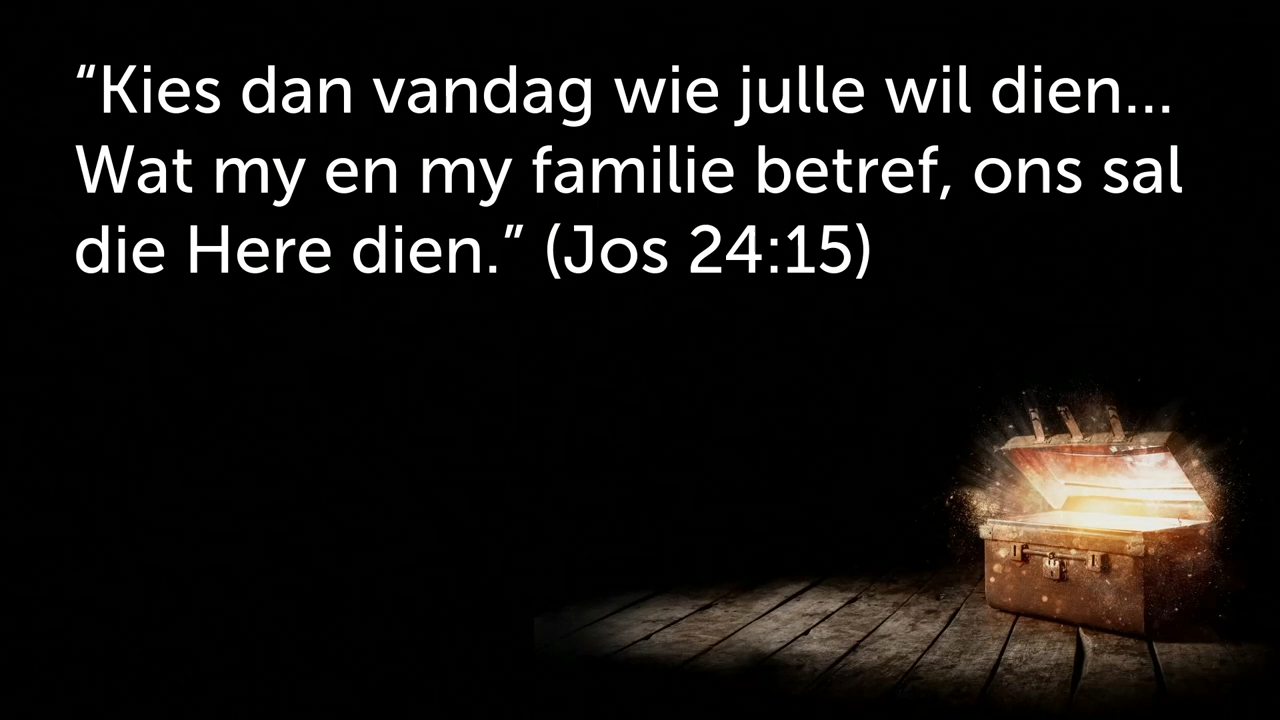 “Kies dan vandag wie julle wil dien...
Wat my en my familie betref, ons sal
die Here dien.” (Jos 24:15)